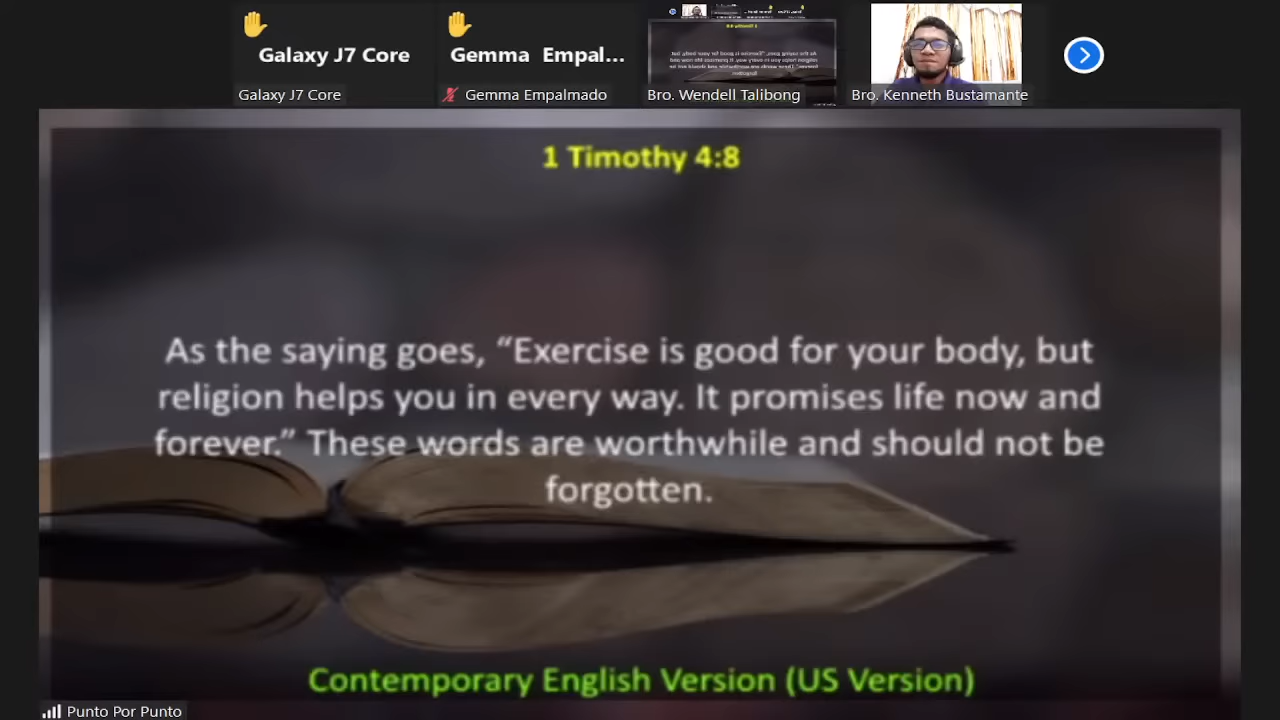 Galaxy J7 Core
Gemma Empal...
Galaxy J7 Core
Gemma Empalmado
Bro. Wendell Talibong
Bro. Kenneth Bustamante
1 Timothy 4:8
As the saying goes, “Exercise is good for your body, but
religion helps you in every way. It promises life now and
forever.” These words are worthwhile and should not be
forgotten.
Contemporary English Version (US Version)
Punto Por Punto